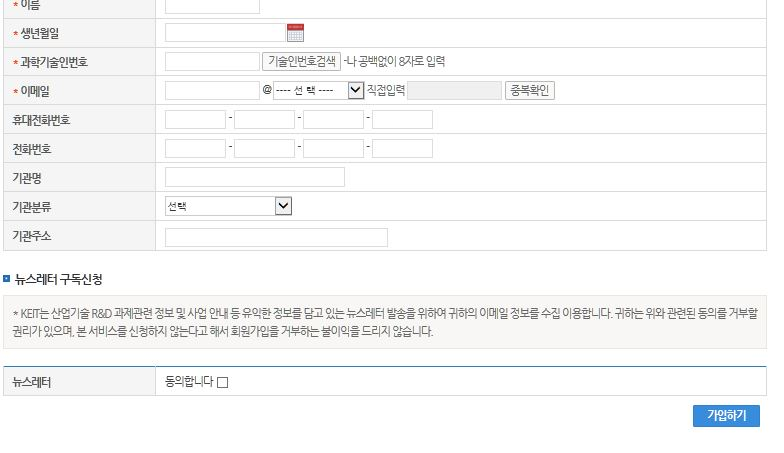 * 이름
* 생년월일
* 과학기술인번호 기술인번호검색 -나 공백없이 8자로 입력
* 이메일 @ ---- 선 택 ---- 직접입력 중복확인
휴대전화번호 - - -
전화번호 - - -
기관명
기관분류 선택
기관주소
뉴스레터 구독신청
* KEIT는 산업기술 R&D 과제관련 정보 및 사업 안내 등 유익한 정보를 담고 있는 뉴스레터 발송을 위하여 귀하의 이메일 정보를 수집 이용합니다. 귀하는 위와 관련된 동의를 거부할
권리가 있으며, 본 서비스를 신청하지 않는다고 해서 회원가입을 거부하는 불이익을 드리지 않습니다.
뉴스레터 동의합니다
가입하기